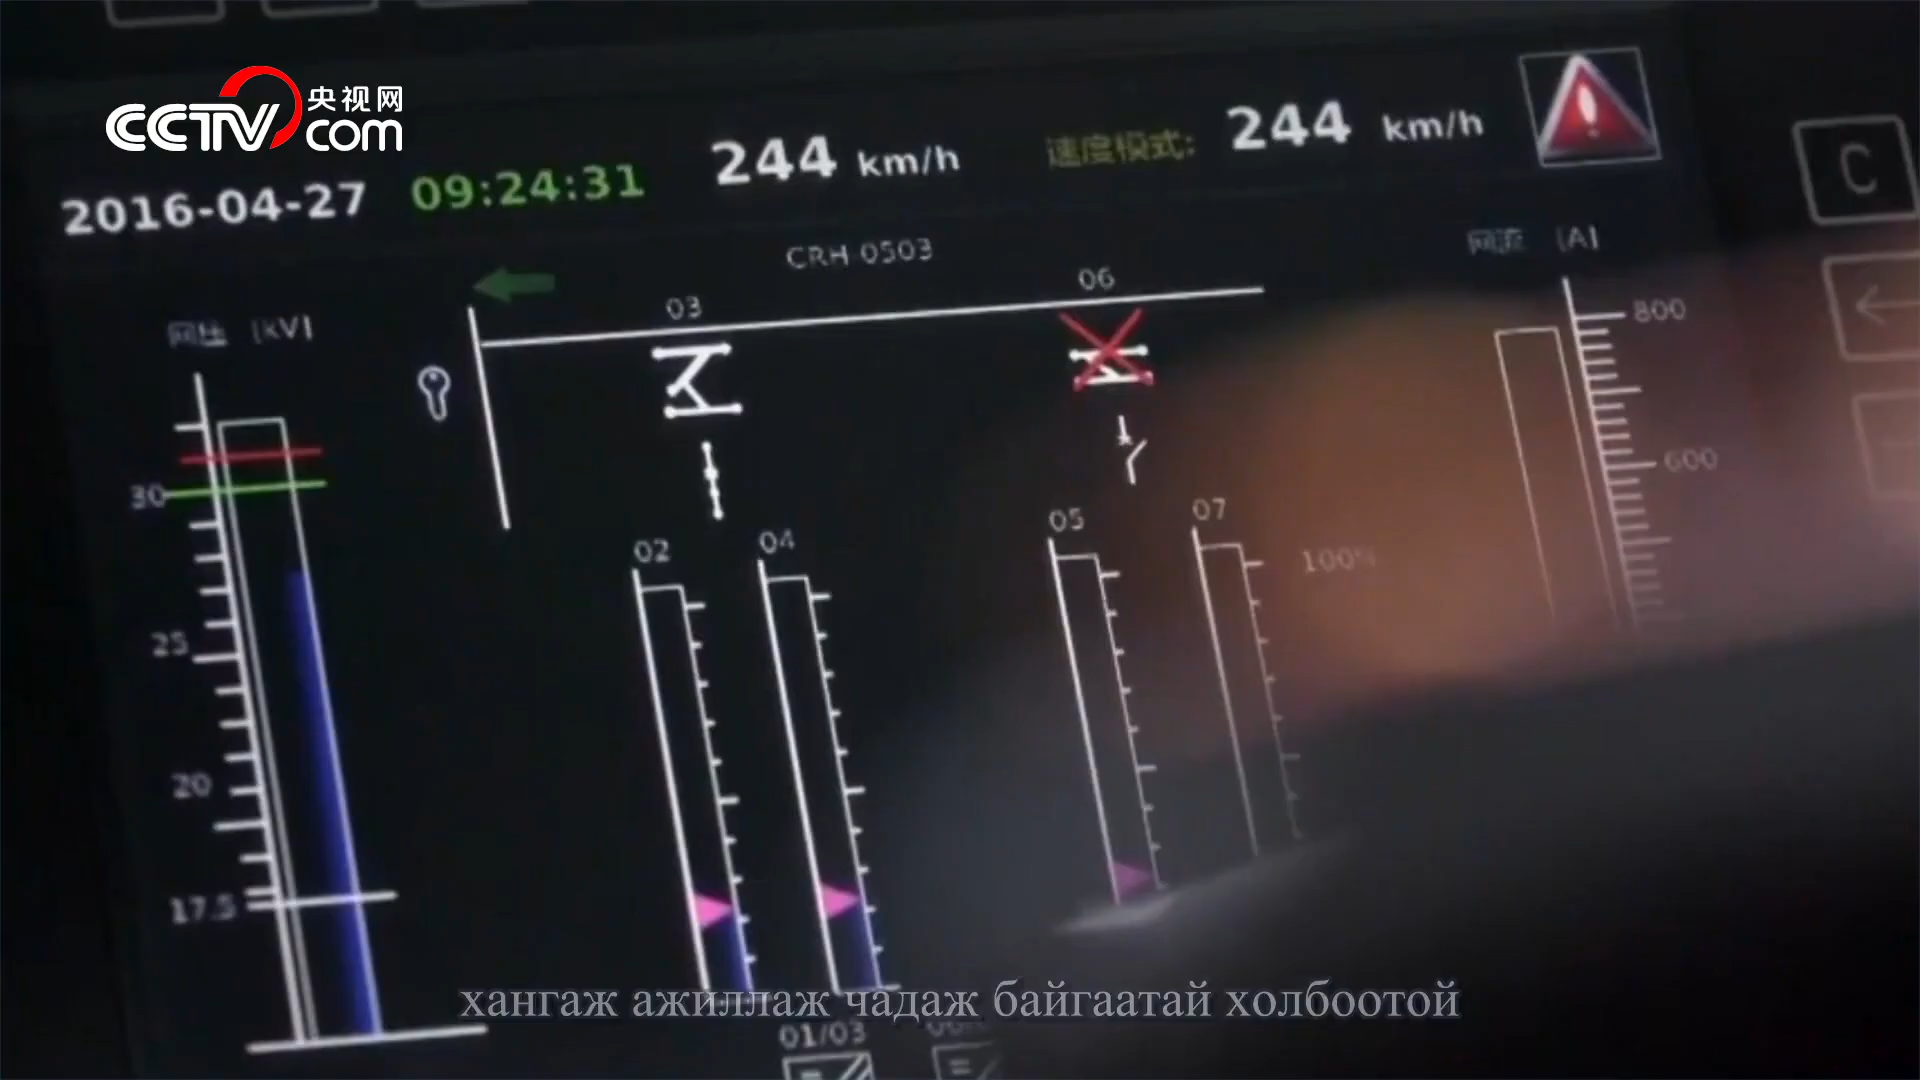 CCTV 央视网
com
2016-04-27 09:24:31 244 km/h 速度模式: 244 km/h
C
CRH 0503
网压 [kV] 网流 [A]
03 06
800
600
30
25
20
17.5
02 04 05 07
100%
хангаж ажиллаж чадаж байгаатай холбоотой
01/03